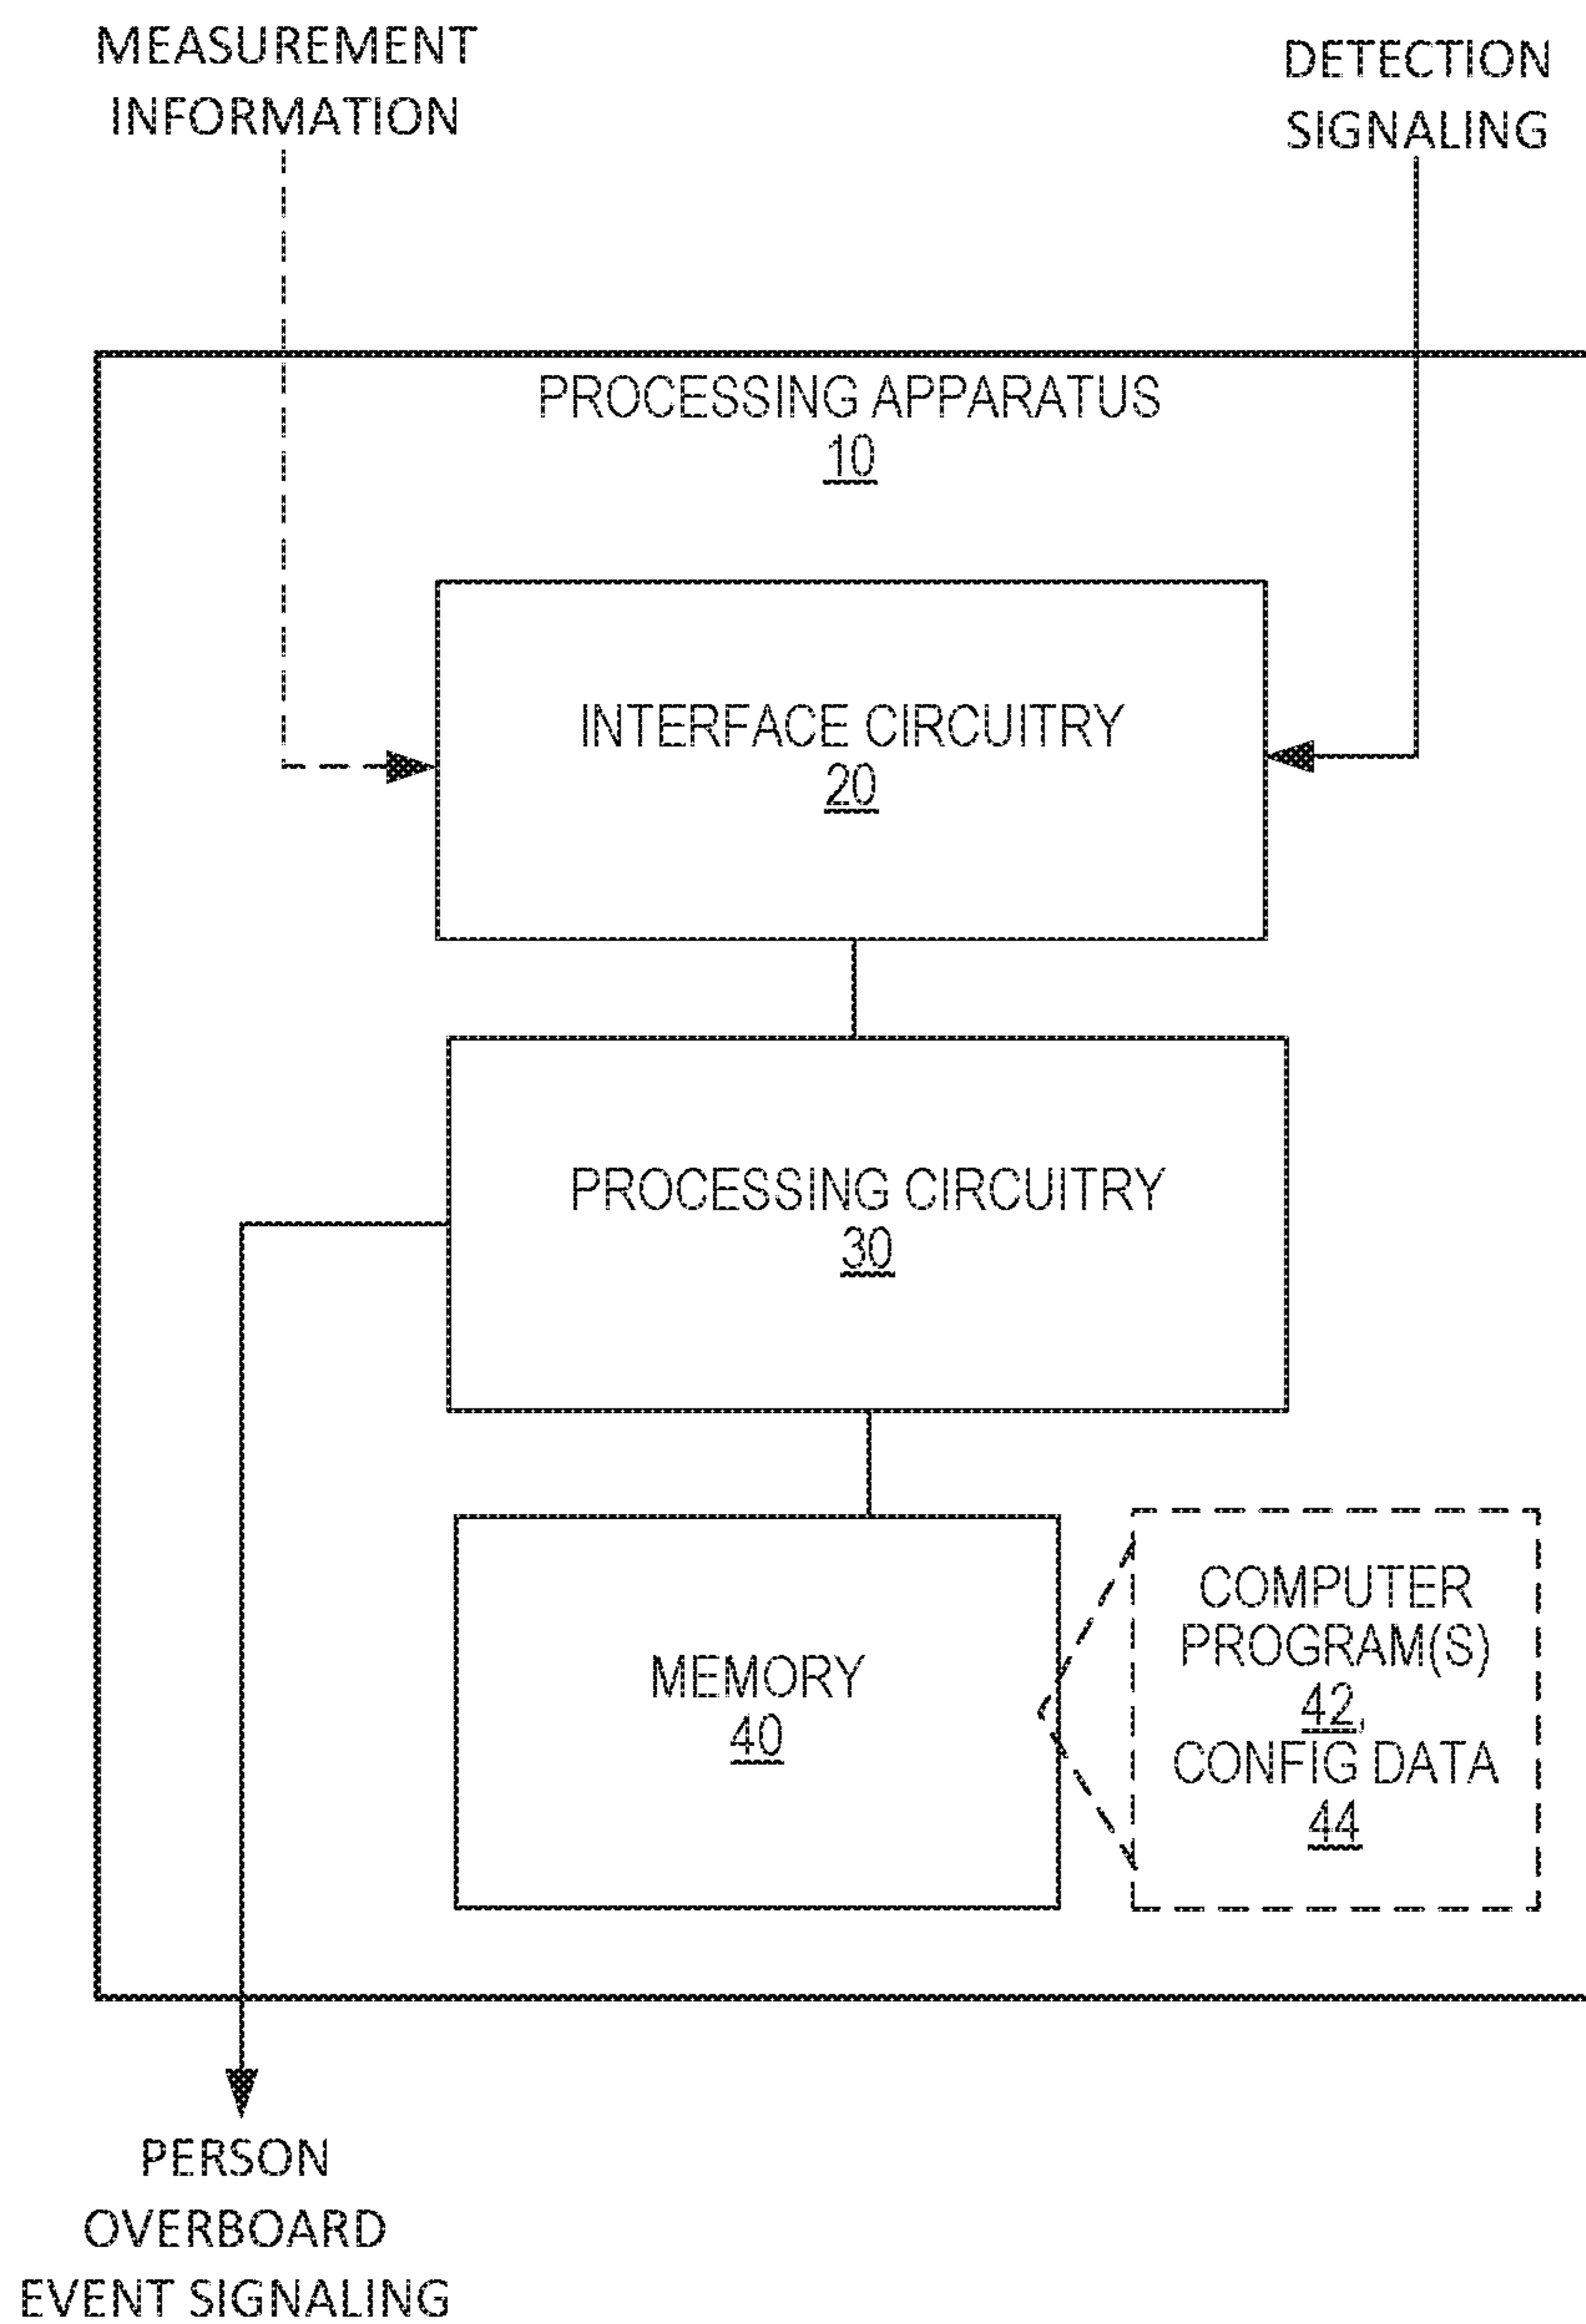 MEASUREMENT
INFORMATION
DETECTION
SIGNALING
PROCESSING APPARATUS
10
INTERFACE CIRCUITRY
20
PROCESSING CIRCUITRY
30
MEMORY
40
COMPUTER
PROGRAM(S)
42,
CONFIG DATA
44
PERSON
OVERBOARD
EVENT SIGNALING